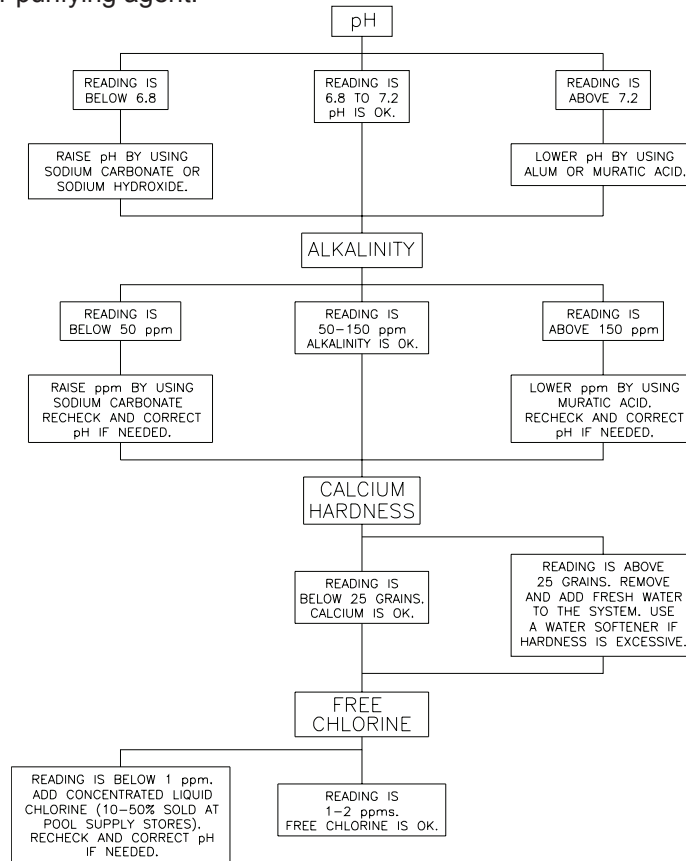 purifying agent.
pH
READING IS
BELOW 6.8
READING IS
6.8 TO 7.2
pH IS OK.
READING IS
ABOVE 7.2
RAISE pH BY USING
SODIUM CARBONATE OR
SODIUM HYDROXIDE.
LOWER pH BY USING
ALUM OR MURATIC ACID.
ALKALINITY
READING IS
BELOW 50 ppm
READING IS
50–150 ppm
ALKALINITY IS OK.
READING IS
ABOVE 150 ppm
RAISE ppm BY USING
SODIUM CARBONATE
RECHECK AND CORRECT
pH IF NEEDED.
LOWER ppm BY USING
MURATIC ACID.
RECHECK AND CORRECT
pH IF NEEDED.
CALCIUM
HARDNESS
READING IS
BELOW 25 GRAINS.
CALCIUM IS OK.
READING IS ABOVE
25 GRAINS. REMOVE
AND ADD FRESH WATER
TO THE SYSTEM. USE
A WATER SOFTENER IF
HARDNESS IS EXCESSIVE.
FREE
CHLORINE
READING IS BELOW 1 ppm.
ADD CONCENTRATED LIQUID
CHLORINE (10–50% SOLD AT
POOL SUPPLY STORES).
RECHECK AND CORRECT pH
IF NEEDED.
READING IS
1–2 ppms.
FREE CHLORINE IS OK.